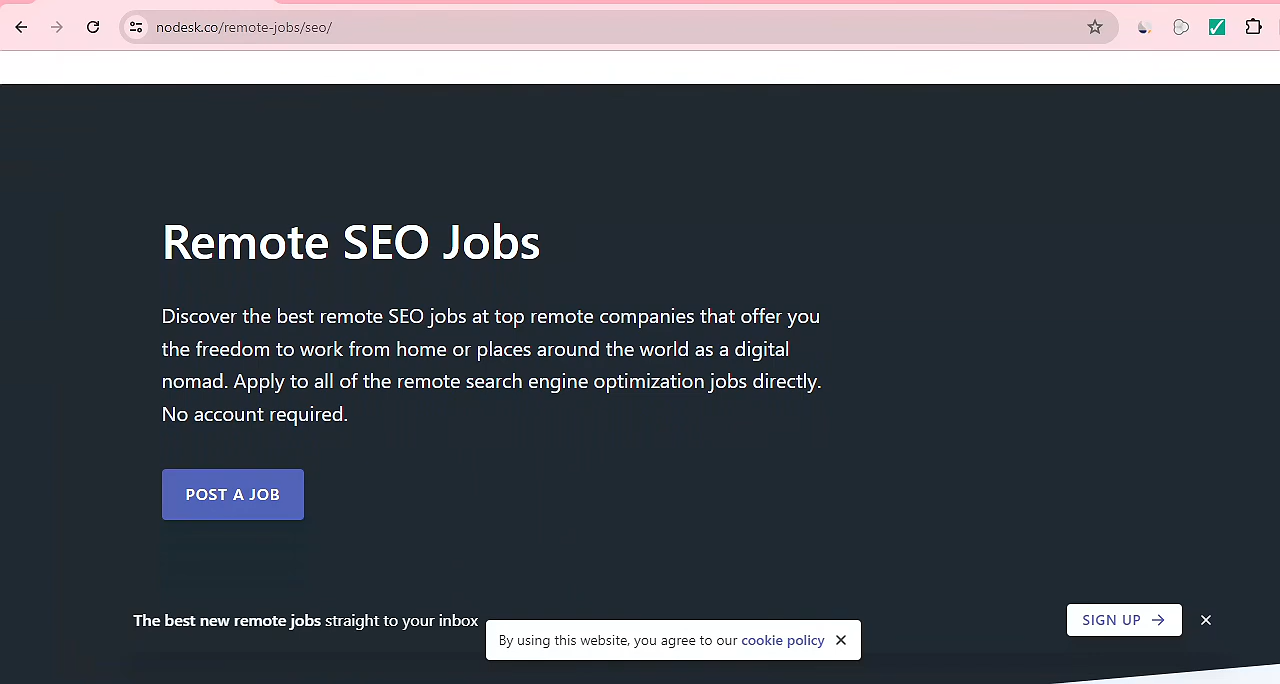 nodesk.co/remote-jobs/seo/
Remote SEO Jobs
Discover the best remote SEO jobs at top remote companies that offer you
the freedom to work from home or places around the world as a digital
nomad. Apply to all of the remote search engine optimization jobs directly.
No account required.
POST A JOB
The best new remote jobs straight to your inbox
SIGN UP →
By using this website, you agree to our cookie policy